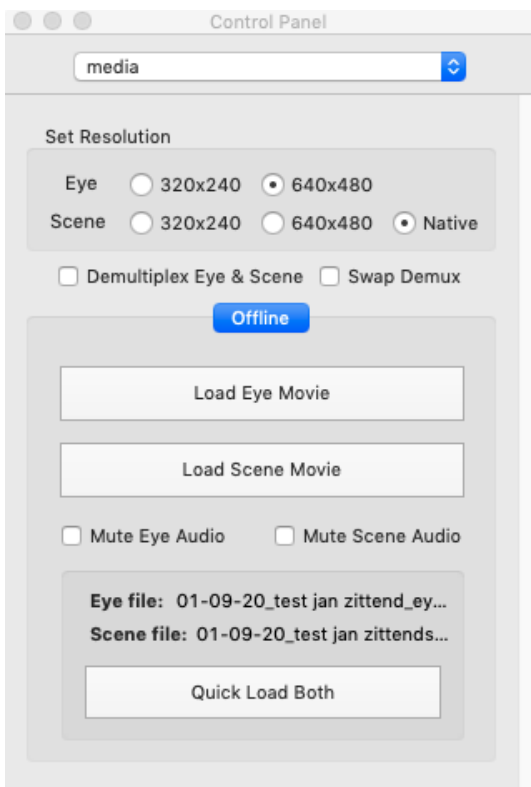 Control Panel
media
Set Resolution
Eye 320x240 640x480
Scene 320x240 640x480 Native
Demultiplex Eye & Scene Swap Demux
Offline
Load Eye Movie
Load Scene Movie
Mute Eye Audio Mute Scene Audio
Eye file: 01-09-20_test jan zittend_ey...
Scene file: 01-09-20_test jan zittends...
Quick Load Both